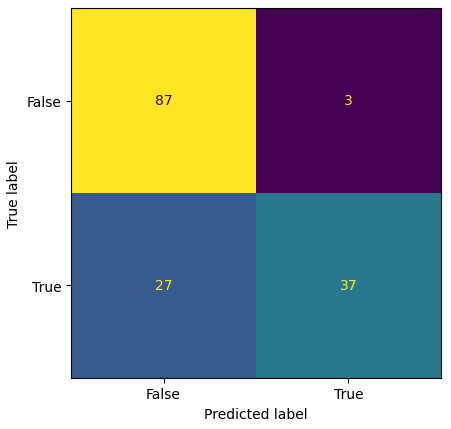 87 3
False
True label
27 37
True
False True
Predicted label